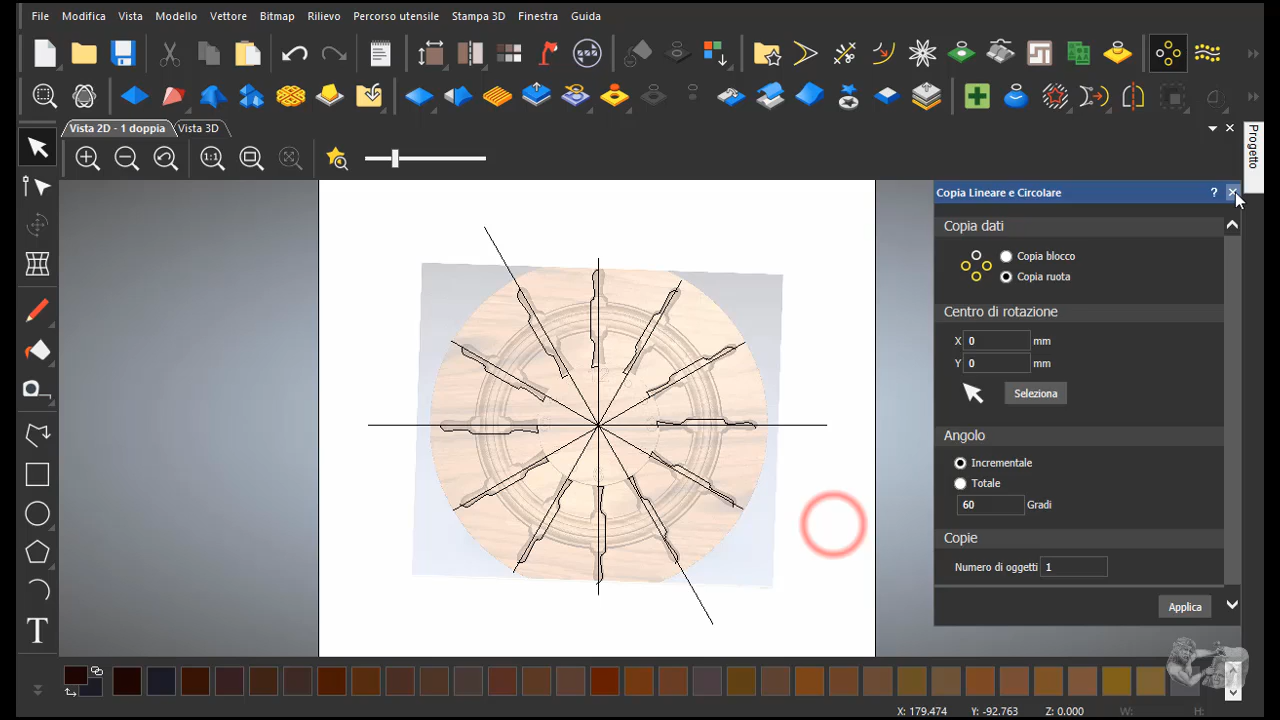 File Modifica Vista Modello Vettore Bitmap Rilievo Percorso utensile Stampa 3D Finestra Guida
Vista 2D - 1 doppia Vista 3D
Progetto
1:1
Copia Lineare e Circolare ?
Copia dati
Copia blocco
Copia ruota
Centro di rotazione
X 0 mm
Y 0 mm
Seleziona
Angolo
Incrementale
Totale
60 Gradi
Copie
Numero di oggetti 1
Applica
T
X: 179.474 Y: -92.763 Z: 0.000 W: H: